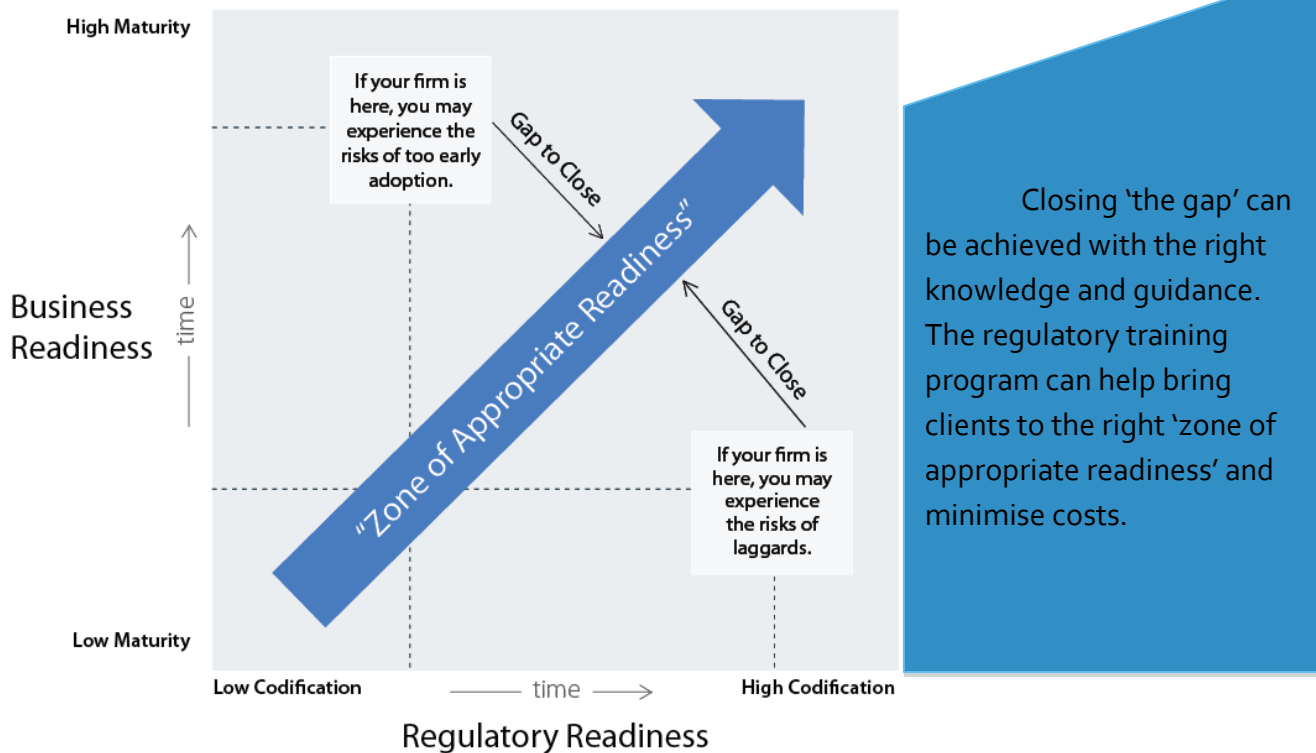 High Maturity
If your firm is
here, you may
experience the
risks of too early
adoption.
Gap to Close
"Zone of Appropriate Readiness"
Gap to Close
If your firm is
here, you may
experience
the risks of
laggards.
Business
Readiness
time
Low Maturity
Low Codification
time
High Codification
Regulatory Readiness
Closing ‘the gap’ can
be achieved with the right
knowledge and guidance.
The regulatory training
program can help bring
clients to the right ‘zone of
appropriate readiness’ and
minimise costs.